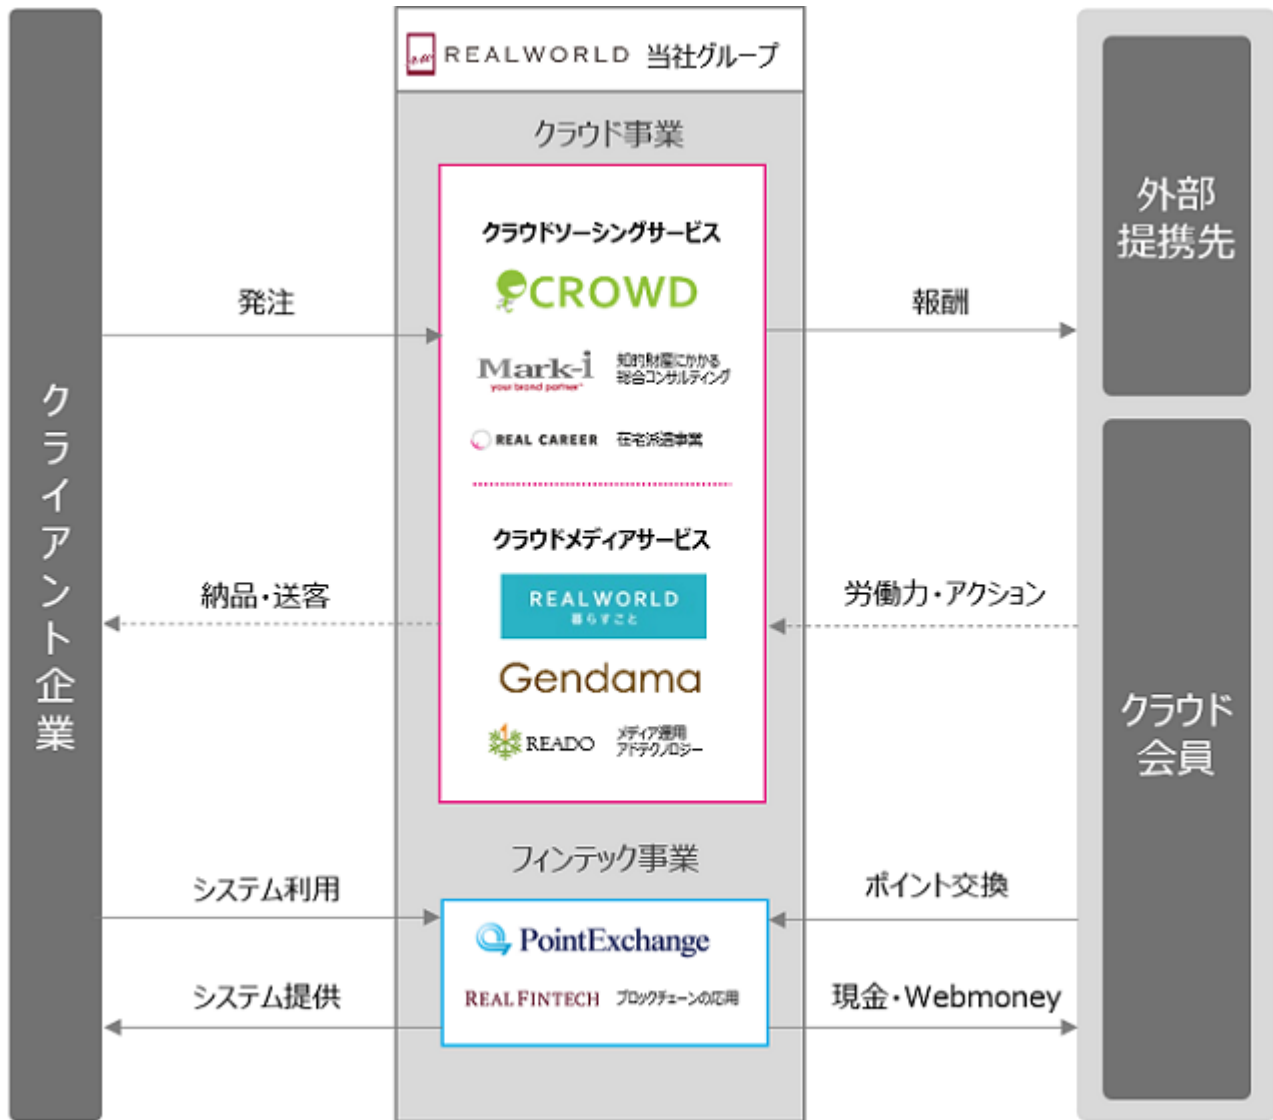 REALWORLD 当社グループ
クラウド事業
クラウドソーシングサービス
CROWD
Mark-i
your brand partner
知的財産にかかる
総合コンサルティング
REAL CAREER 在宅派遣事業
クラウドメディアサービス
REALWORLD
暮らすこと
Gendama
READO
メディア運用
アドテクノロジー
フィンテック事業
PointExchange
REAL FINTECH ブロックチェーンの応用
クライアント企業
発注
納品・送客
システム利用
システム提供
報酬
労働力・アクション
ポイント交換
現金・Webmoney
外部
提携先
クラウド
会員